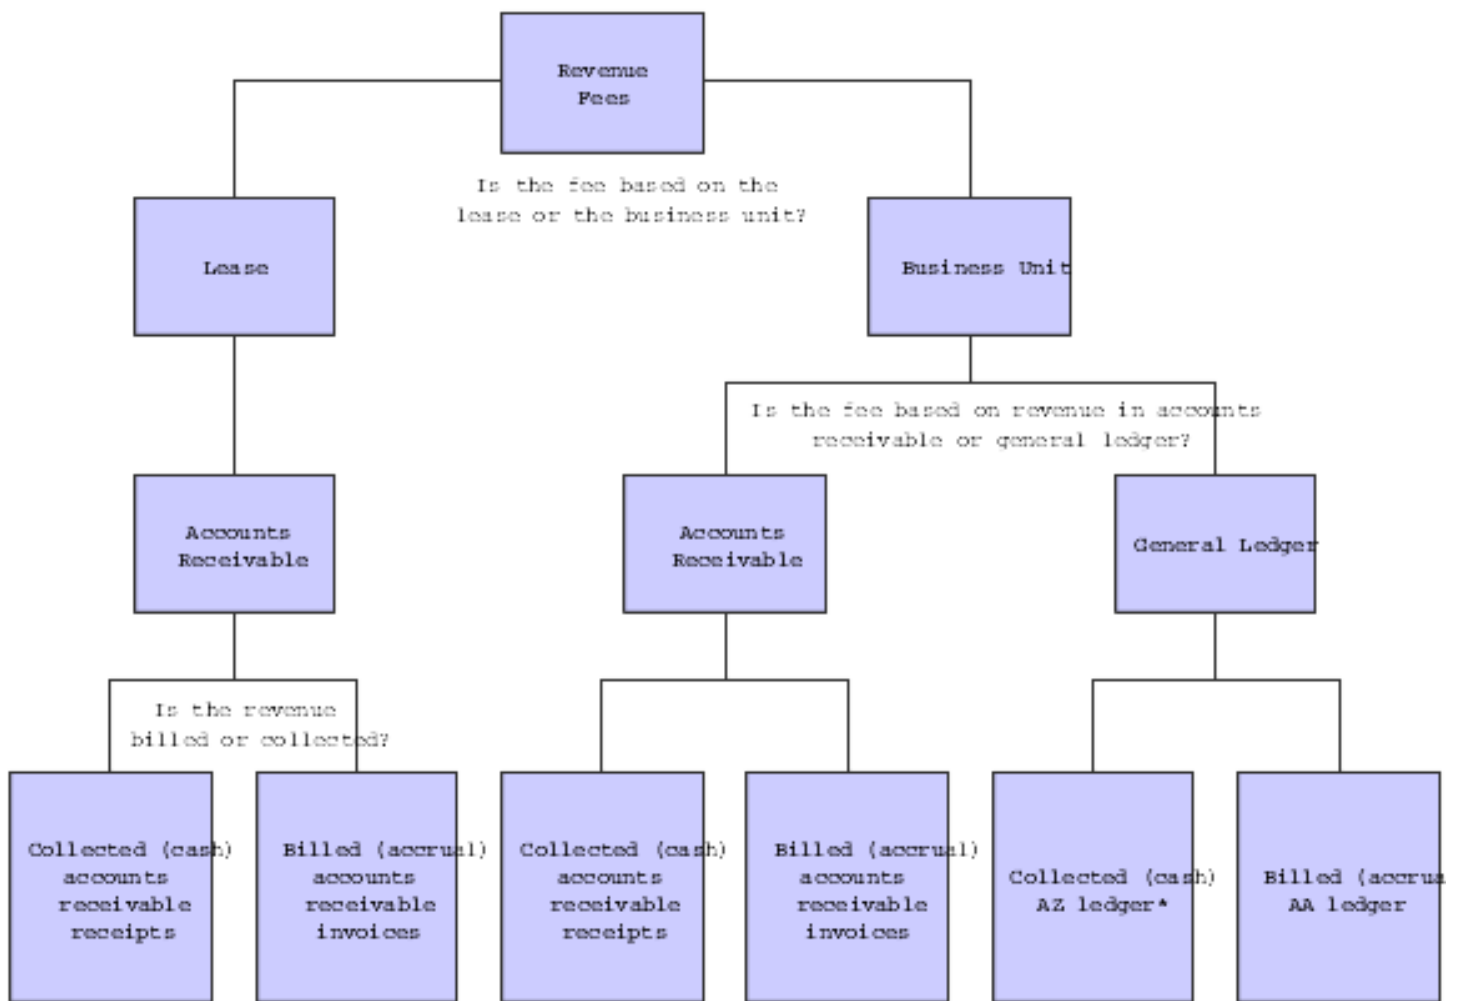 Revenue
Fees
Is the fee based on the
lease or the business unit?
Lease
Business Unit
Is the fee based on revenue in accounts
receivable or general ledger?
Accounts
Receivable
Accounts
Receivable
General Ledger
Is the revenue
billed or collected?
Collected (cash)
accounts
receivable
receipts
Billed (accrual)
accounts
receivable
invoices
Collected (cash)
accounts
receivable
receipts
Billed (accrual)
accounts
receivable
invoices
Collected (cash)
AZ ledger*
Billed (accrua
AA ledger